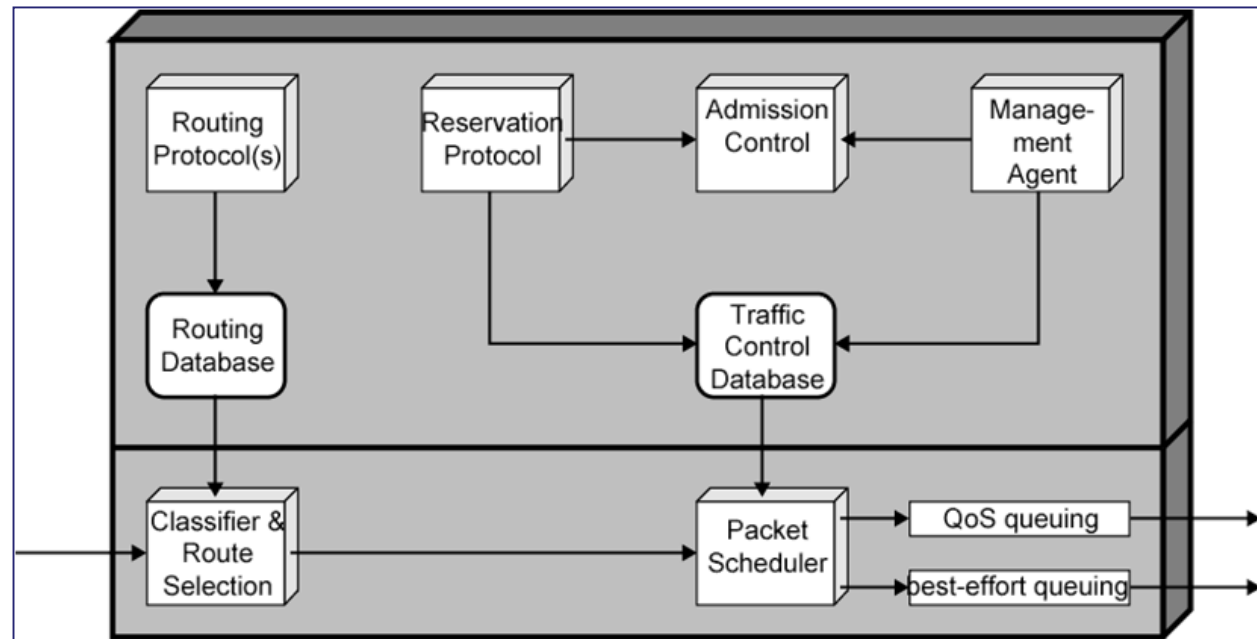 Routing
Protocol(s)
Reservation
Protocol
Admission
Control
Manage-
ment
Agent
Routing
Database
Traffic
Control
Database
Classifier &
Route
Selection
Packet
Scheduler
QoS queuing
best-effort queuing